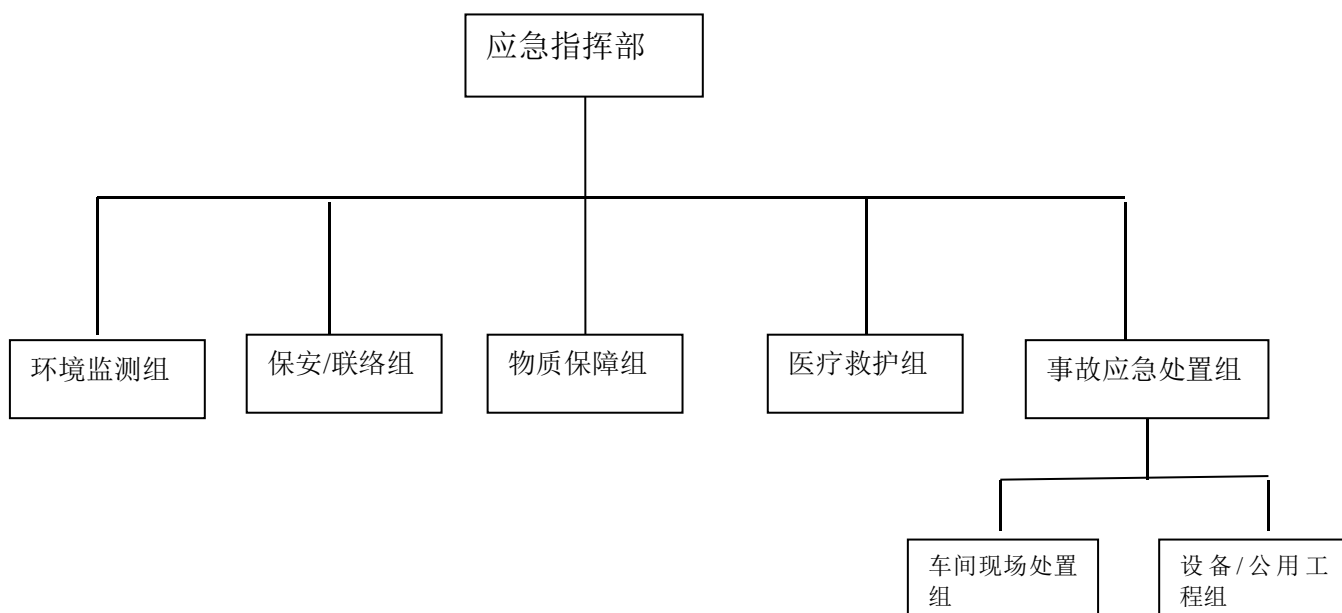 应急指挥部
环境监测组
保安/联络组
物质保障组
医疗救护组
事故应急处置组
车间现场处置
组
设备/公用工
程组